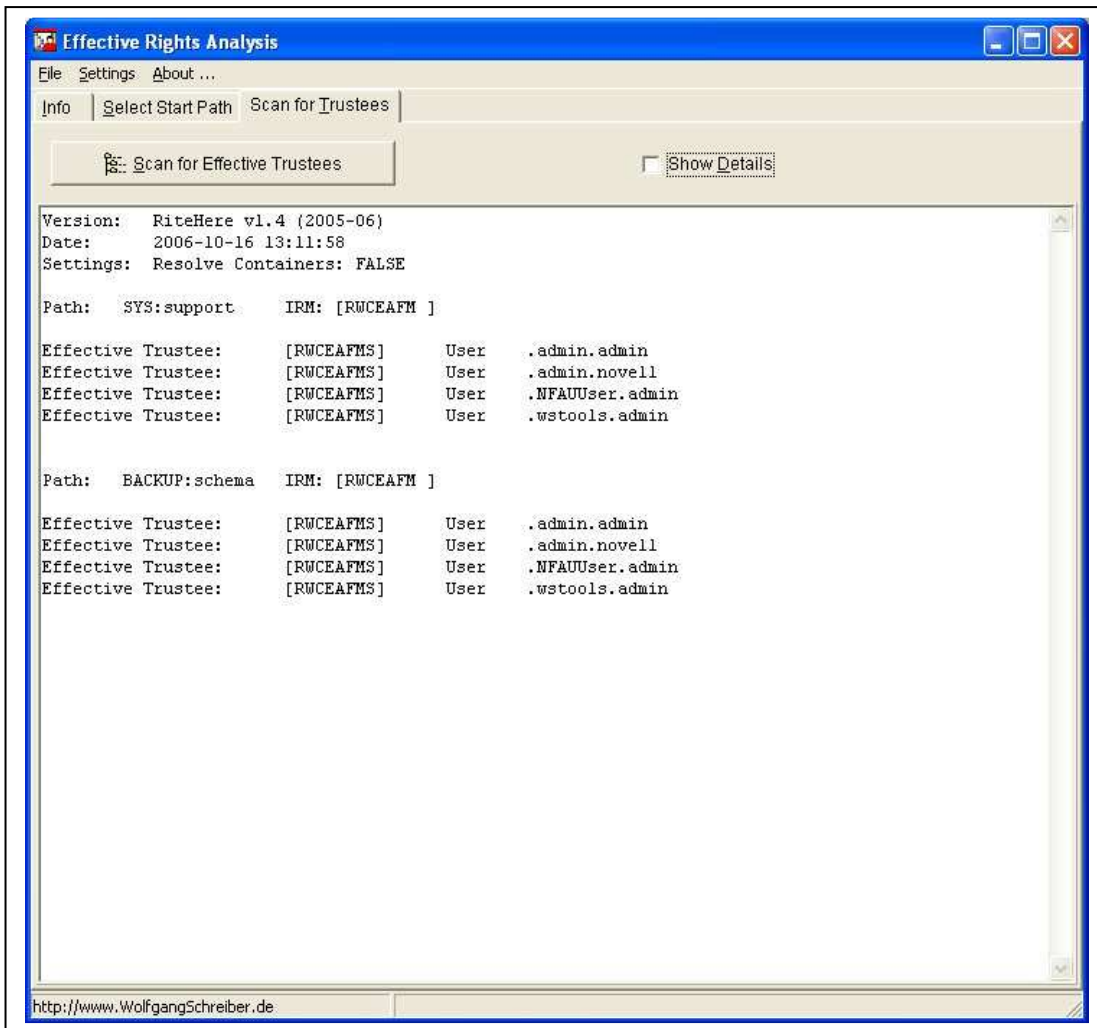 Effective Rights Analysis
File Settings About ...
Info Select Start Path Scan for Trustees
Scan for Effective Trustees Show Details
Version: RiteHere v1.4 (2005-06)
Date: 2006-10-16 13:11:58
Settings: Resolve Containers: FALSE
Path: SYS:support IRM: [RWCEAFM ]
Effective Trustee: [RWCEAFMS] User .admin.admin
Effective Trustee: [RWCEAFMS] User .admin.novell
Effective Trustee: [RWCEAFMS] User .NFAUUser.admin
Effective Trustee: [RWCEAFMS] User .wstools.admin
Path: BACKUP:schema IRM: [RWCEAFM ]
Effective Trustee: [RWCEAFMS] User .admin.admin
Effective Trustee: [RWCEAFMS] User .admin.novell
Effective Trustee: [RWCEAFMS] User .NFAUUser.admin
Effective Trustee: [RWCEAFMS] User .wstools.admin
http://www.WolfgangSchreiber.de